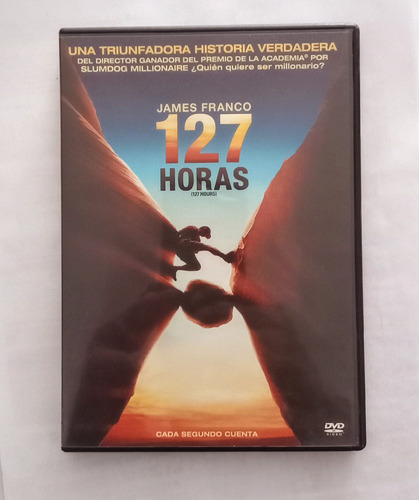 UNA TRIUNFADORA HISTORIA VERDADERA
DEL DIRECTOR GANADOR DEL PREMIO DE LA ACADEMIA® POR
SLUMDOG MILLIONAIRE ¿Quién quiere ser millonario?
JAMES FRANCO
127
HORAS
(127 HOURS)
CADA SEGUNDO CUENTA
DVD
VIDEO